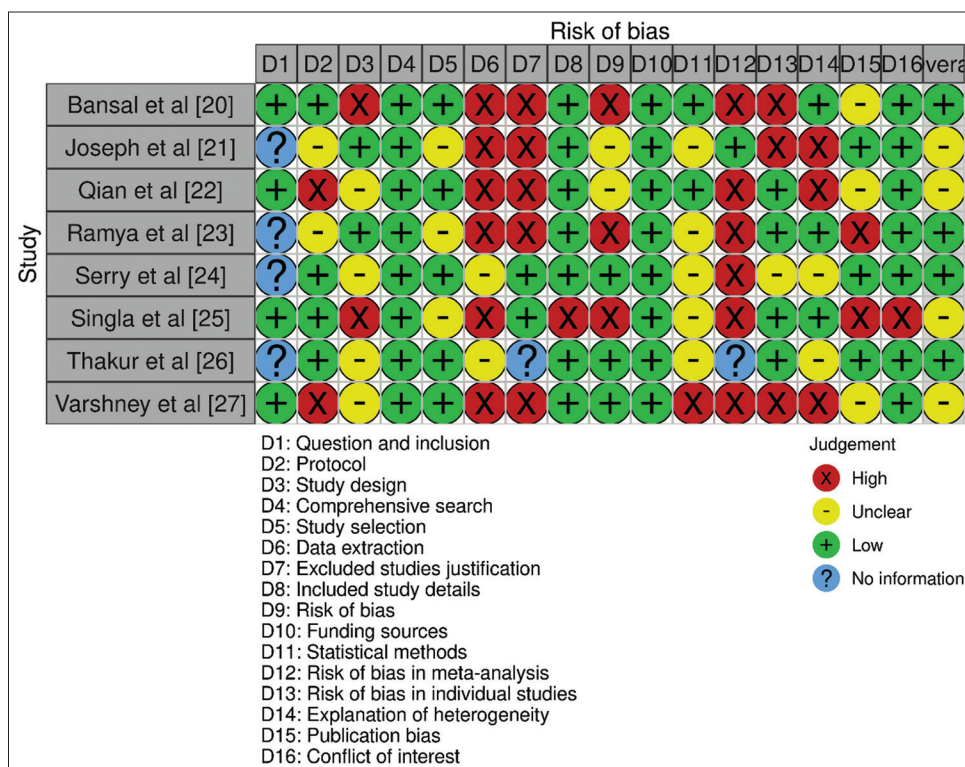 Risk of bias
D1 D2 D3 D4 D5 D6 D7 D8 D9 D10 D11 D12 D13 D14 D15 D16 vera
Study
Bansal et al [20] + + X + + X X + X + + X X + - +  +
Joseph et al [21] ? - + + - X X + - + - + X X + + -
Qian et al [22] + X - + + X X + - + + X + X - + -
Ramya et al [23] ? - + + - X X + X + - X + + X + +
Serry et al [24] ? + - + + - + + + + - X - - + + +
Singla et al [25] + + X + - X + X X + - X + + X X -
Thakur et al [26] ? + - + + - ? + + + - ? + - + + +
Varshney et al [27] + X - + + X X + + + X X X X - + -
D1: Question and inclusion
D2: Protocol
D3: Study design
D4: Comprehensive search
D5: Study selection
D6: Data extraction
D7: Excluded studies justification
D8: Included study details
D9: Risk of bias
D10: Funding sources
D11: Statistical methods
D12: Risk of bias in meta-analysis
D13: Risk of bias in individual studies
D14: Explanation of heterogeneity
D15: Publication bias
D16: Conflict of interest
Judgement
X High
- Unclear
+ Low
? No information